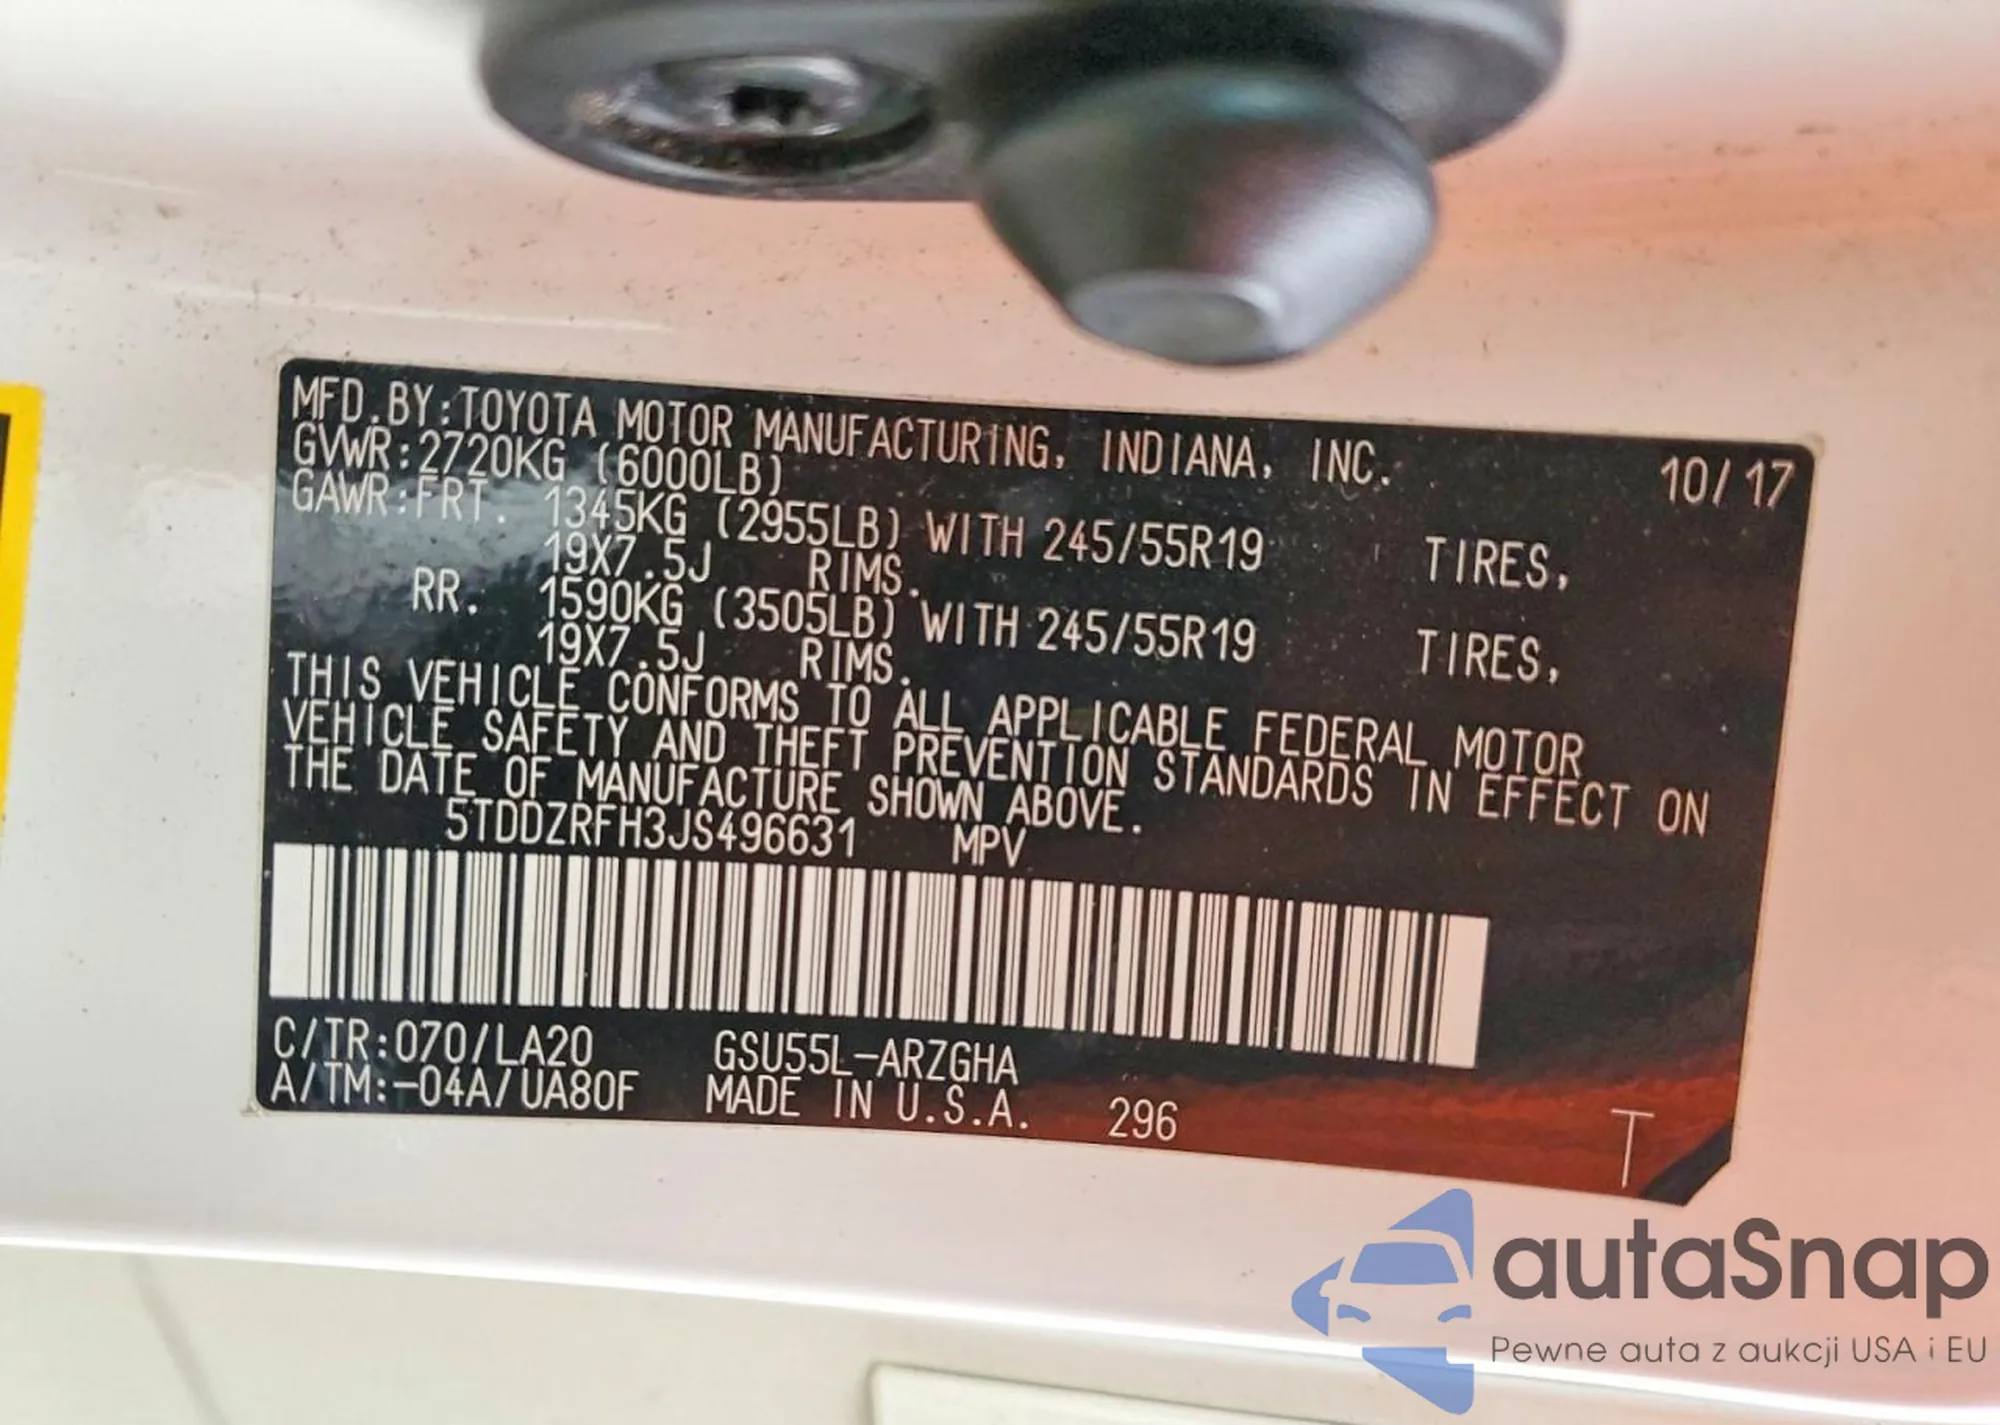 MFD.BY:TOYOTA MOTOR MANUFACTURING, INDIANA, INC. 10/17
GVWR:2720KG (6000LB)
GAWR:FRT. 1345KG (2955LB) WITH 245/55R19 TIRES,
19X7.5J RIMS.
RR. 1590KG (3505LB) WITH 245/55R19 TIRES,
19X7.5J RIMS.
THIS VEHICLE CONFORMS TO ALL APPLICABLE FEDERAL MOTOR
VEHICLE SAFETY AND THEFT PREVENTION STANDARDS IN EFFECT ON
THE DATE OF MANUFACTURE SHOWN ABOVE.
5TDDZRFH3JS496631 MPV
C/TR:070/LA20 GSU55L-ARZGHA
A/TM:-04A/UA80F MADE IN U.S.A. 296 T
autaSnap
Pewne auta z aukcji USA i EU